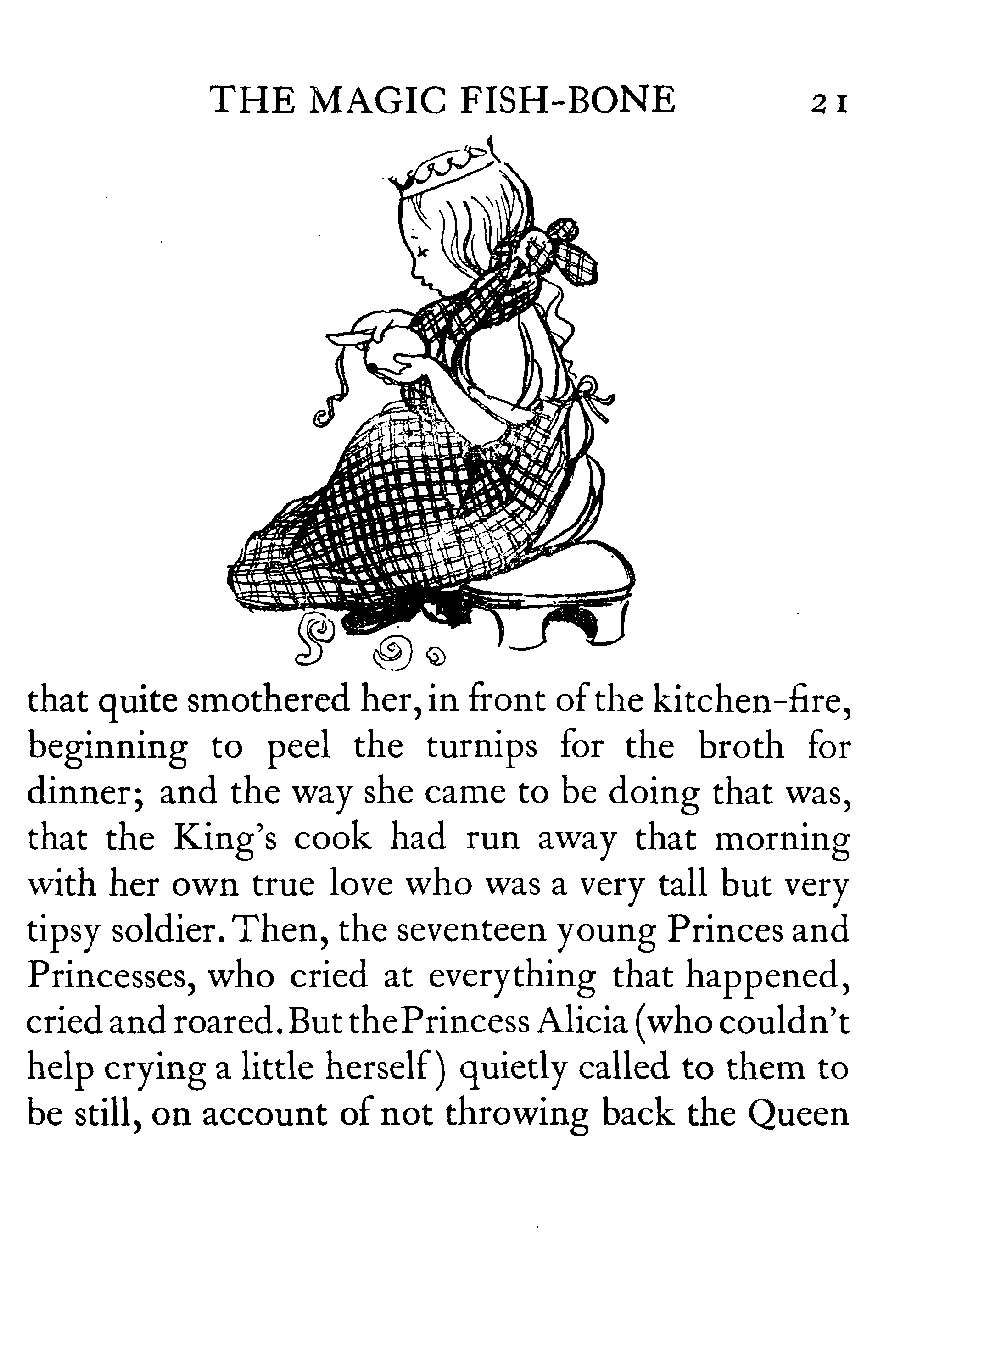 THE MAGIC FISH-BONE 21
that quite smothered her, in front of the kitchen-fire,
beginning to peel the turnips for the broth for
dinner; and the way she came to be doing that was,
that the King's cook had run away that morning
with her own true love who was a very tall but very
tipsy soldier. Then, the seventeen young Princes and
Princesses, who cried at everything that happened,
cried and roared. But the Princess Alicia (who couldn't
help crying a little herself) quietly called to them to
be still, on account of not throwing back the Queen